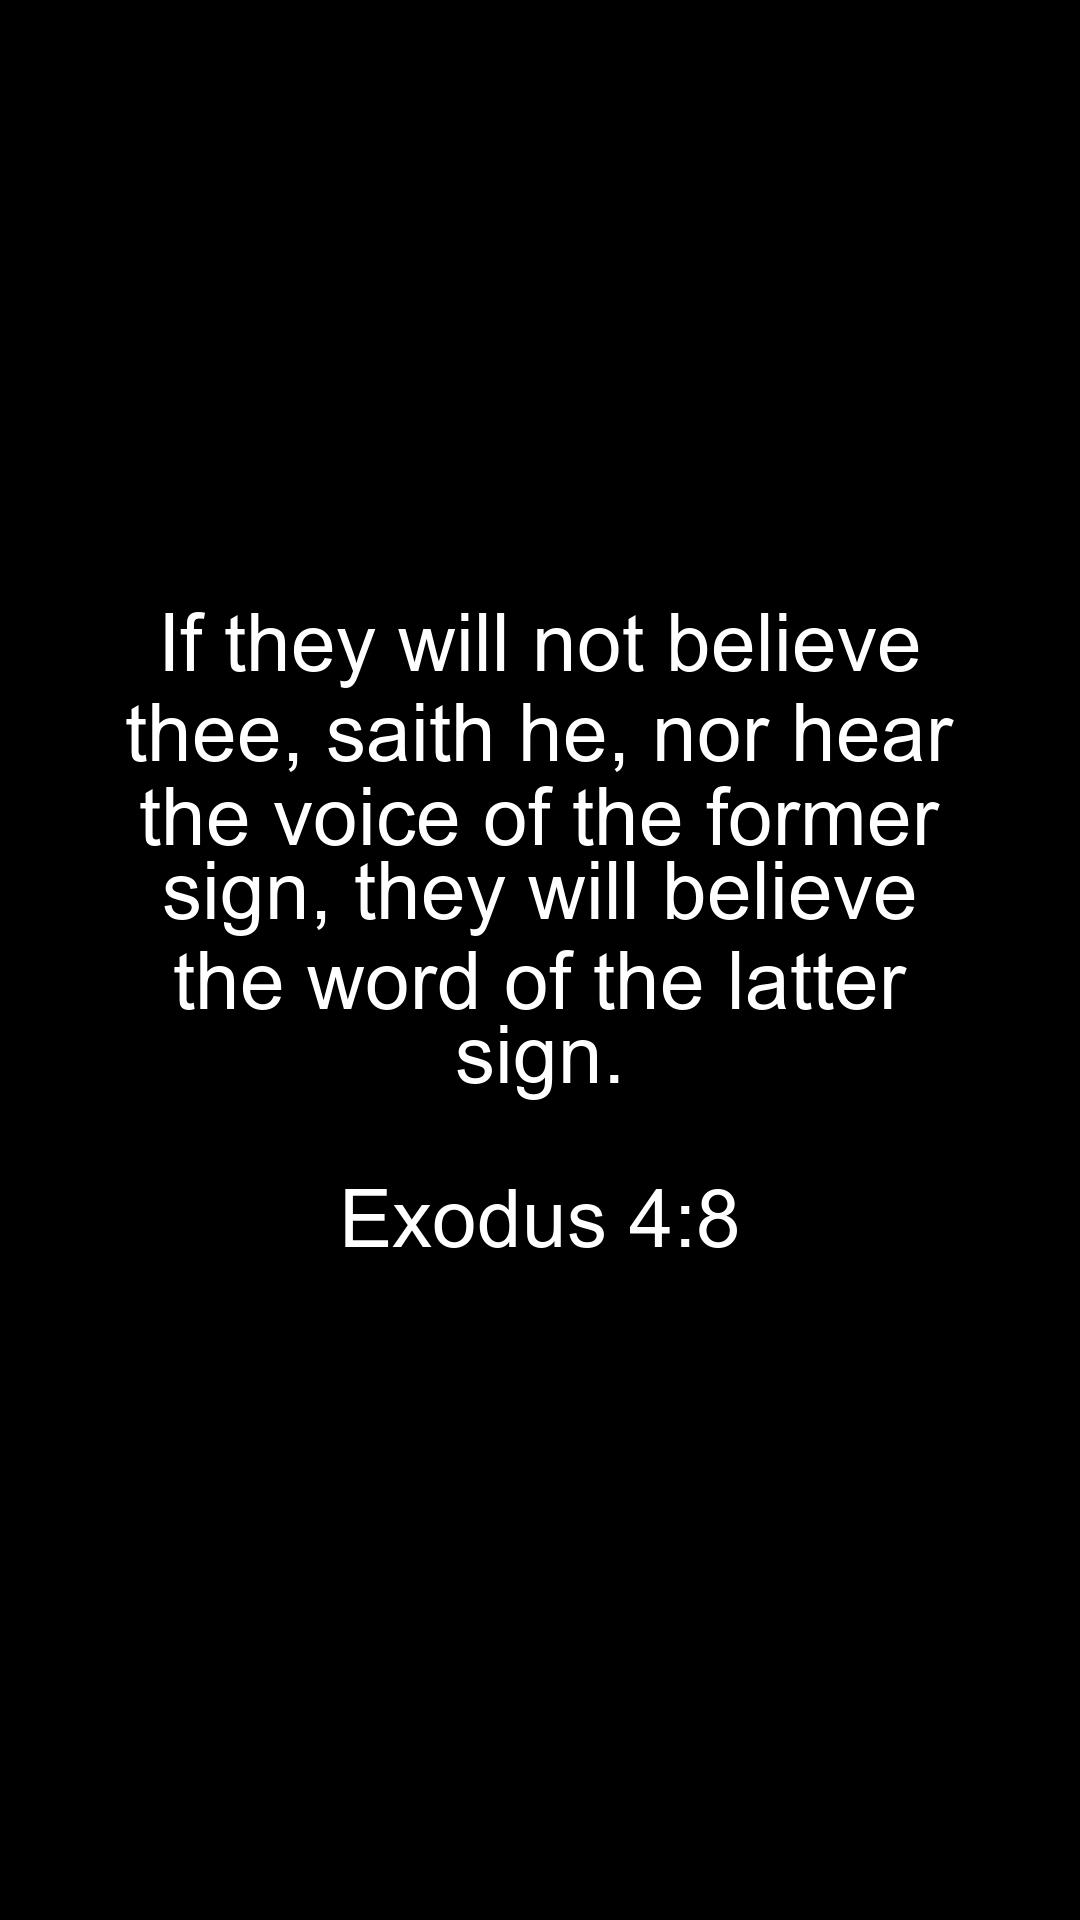 If they will not believe
thee, saith he, nor hear
the voice of the former
sign, they will believe
the word of the latter
sign.
Exodus 4:8